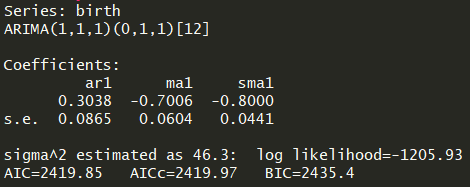 Series: birth
ARIMA(1,1,1)(0,1,1)[12]
Coefficients:
ar1 ma1 sma1
0.3038 -0.7006 -0.8000
s.e. 0.0865 0.0604 0.0441
sigma^2 estimated as 46.3: log likelihood=-1205.93
AIC=2419.85 AICc=2419.97 BIC=2435.4